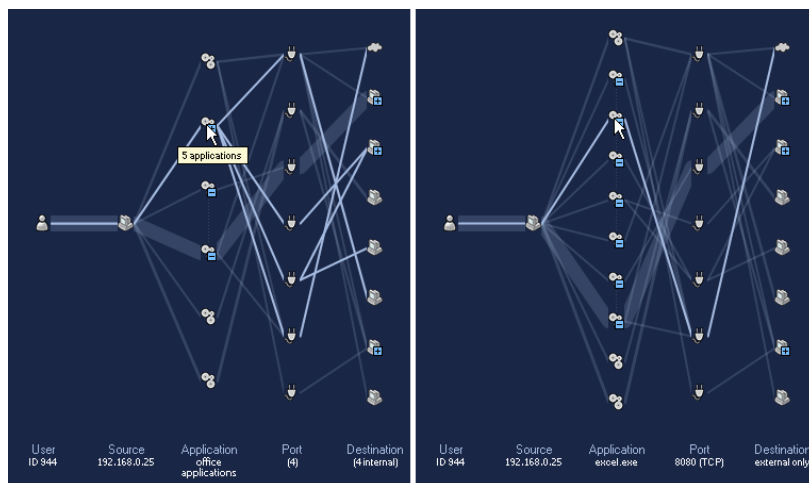 5 applications
User Source Application Port Destination
ID 944 192.168.0.25 office applications (4) (4 internal)
User Source Application Port Destination
ID 944 192.168.0.25 excel.exe 8080 (TCP) external only